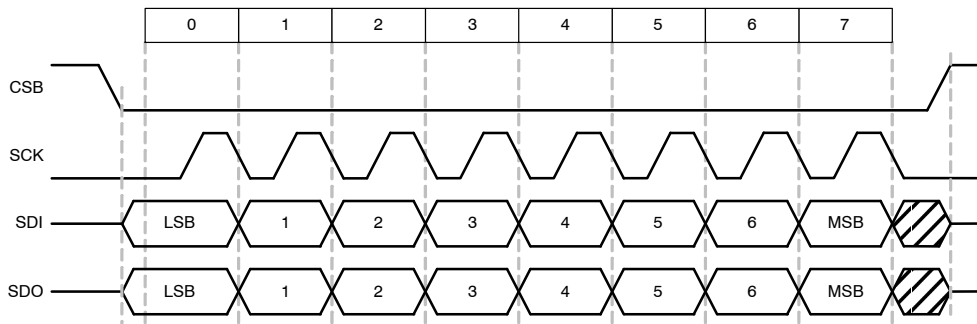 0 1 2 3 4 5 6 7
CSB
SCK
SDI LSB 1 2 3 4 5 6 MSB
SDO LSB 1 2 3 4 5 6 MSB